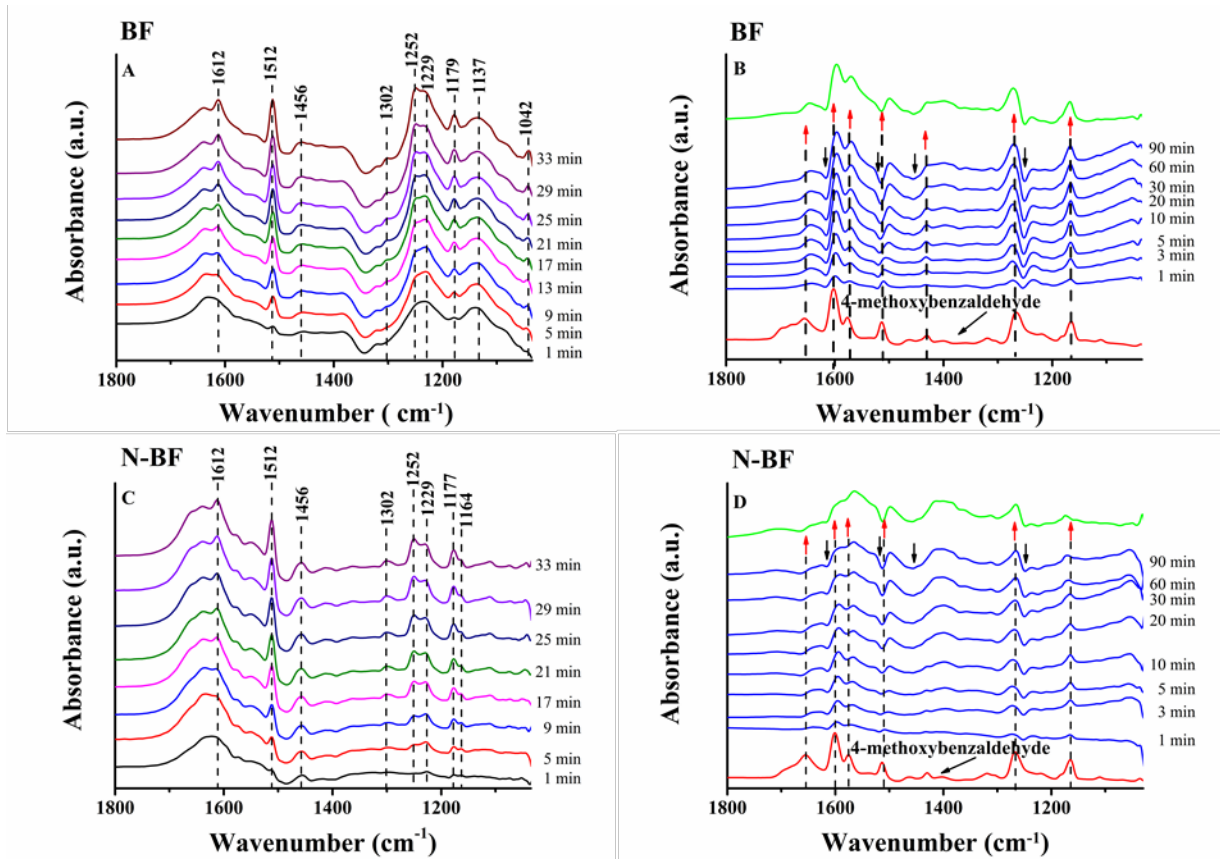 BF
A
1612
1512
1456
1302
1252
1229
1179
1137
1042
33 min
29 min
25 min
21 min
17 min
13 min
9 min
5 min
1 min
Absorbance (a.u.)
1800
1600
1400
1200
Wavenumber ( cm-1)
BF
B
90 min
60 min
30 min
20 min
10 min
5 min
3 min
1 min
4-methoxybenzaldehyde
Absorbance (a.u.)
1800
1600
1400
1200
Wavenumber (cm-1)
N-BF
C
1612
1512
1456
1302
1252
1229
1177
1164
33 min
29 min
25 min
21 min
17 min
9 min
5 min
1 min
Absorbance (a.u.)
1800
1600
1400
1200
Wavenumber (cm-1)
N-BF
D
90 min
60 min
30 min
20 min
10 min
5 min
3 min
1 min
4-methoxybenzaldehyde
Absorbance (a.u.)
1800
1600
1400
1200
Wavenumber (cm-1)